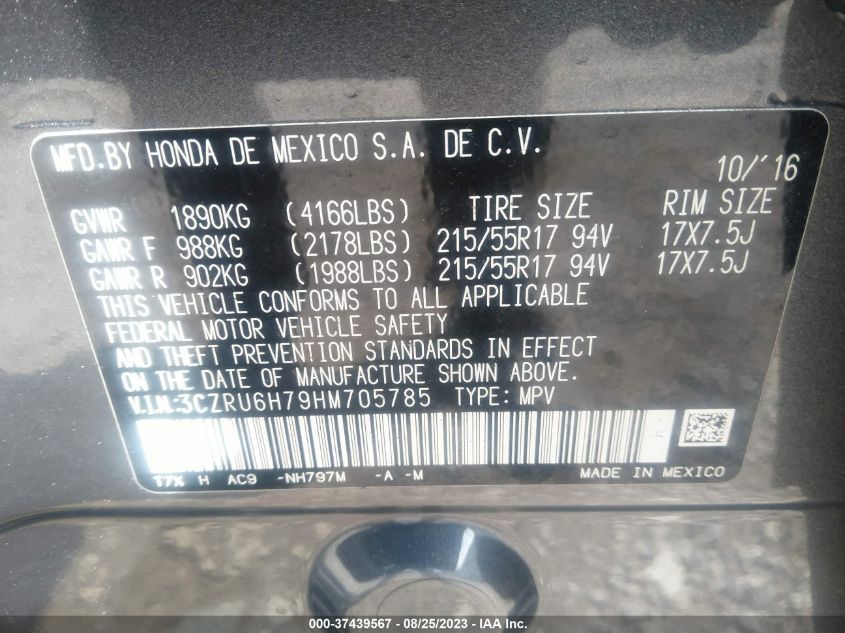 MFD.BY HONDA DE MEXICO S.A. DE C.V. 10/'16
GVWR 1890KG (4166LBS) TIRE SIZE RIM SIZE
GAWR F 988KG (2178LBS) 215/55R17 94V 17X7.5J
GAWR R 902KG (1988LBS) 215/55R17 94V 17X7.5J
THIS VEHICLE CONFORMS TO ALL APPLICABLE
FEDERAL MOTOR VEHICLE SAFETY
AND THEFT PREVENTION STANDARDS IN EFFECT
ON THE DATE OF MANUFACTURE SHOWN ABOVE.
V.I.N.:3CZRU6H79HM705785 TYPE: MPV
T7X H AC9 -NH797M -A -M MADE IN MEXICO
000-37439567 - 08/25/2023 - IAA Inc.